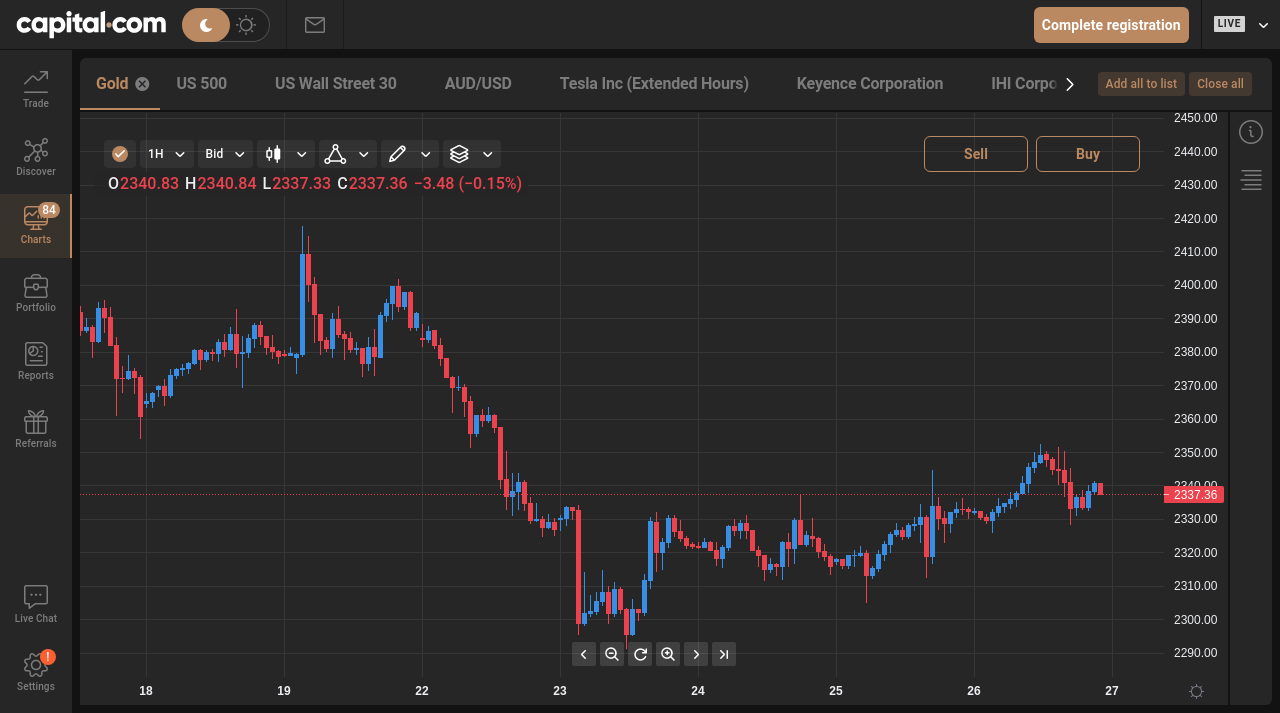 capital.com
Complete registration
LIVE
Trade
Discover
84
Charts
Portfolio
Reports
Referrals
Live Chat
!
Settings
Gold
US 500
US Wall Street 30
AUD/USD
Tesla Inc (Extended Hours)
Keyence Corporation
IHI Corpo
Add all to list
Close all
1H
Bid
Sell
Buy
O2340.83 H2340.84 L2337.33 C2337.36 −3.48 (−0.15%)
2450.00
2440.00
2430.00
2420.00
2410.00
2400.00
2390.00
2380.00
2370.00
2360.00
2350.00
2340.00
2337.36
2330.00
2320.00
2310.00
2300.00
2290.00
18
19
22
23
24
25
26
27